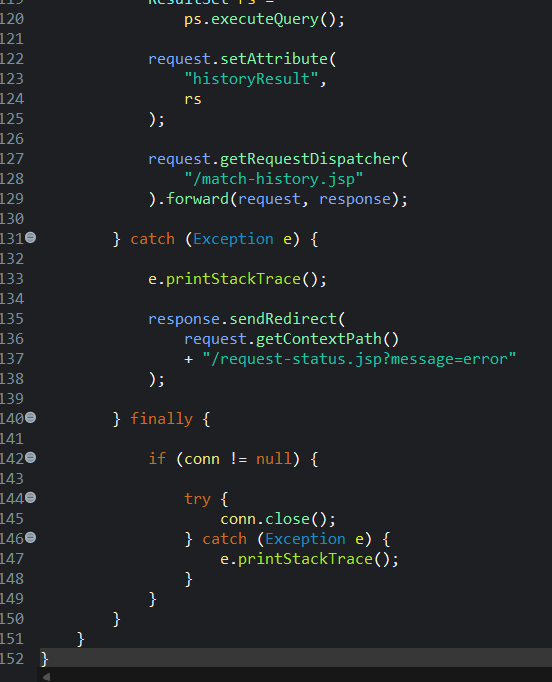 119 ResultSet rs =
120 ps.executeQuery();
121
122 request.setAttribute(
123 "historyResult",
124 rs
125 );
126
127 request.getRequestDispatcher(
128 "/match-history.jsp"
129 ).forward(request, response);
130
131 } catch (Exception e) {
132
133 e.printStackTrace();
134
135 response.sendRedirect(
136 request.getContextPath()
137 + "/request-status.jsp?message=error"
138 );
139
140 } finally {
141
142 if (conn != null) {
143
144 try {
145 conn.close();
146 } catch (Exception e) {
147 e.printStackTrace();
148 }
149 }
150 }
151 }
152 }